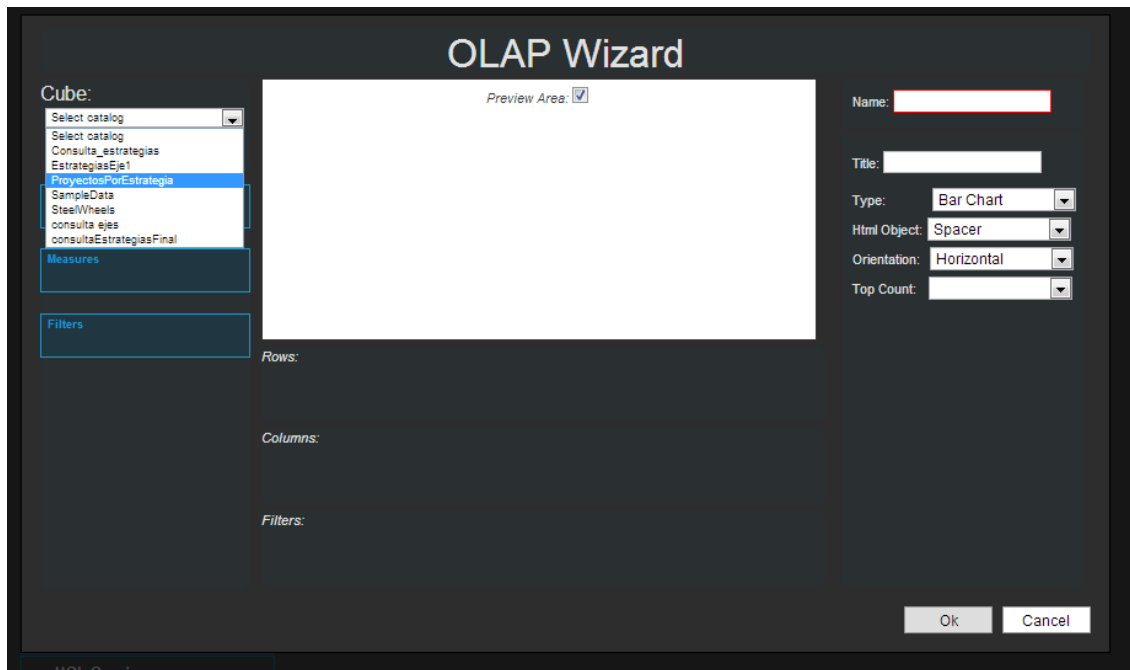 OLAP Wizard
Cube:
Select catalog
Select catalog
Consulta_estrategias
EstrategiasEje1
ProyectosPorEstrategia
SampleData
SteelWheels
consulta ejes
consultaEstrategiasFinal
Measures
Filters
Preview Area:
Rows:
Columns:
Filters:
Name:
Title:
Type: Bar Chart
Html Object: Spacer
Orientation: Horizontal
Top Count:
Ok Cancel